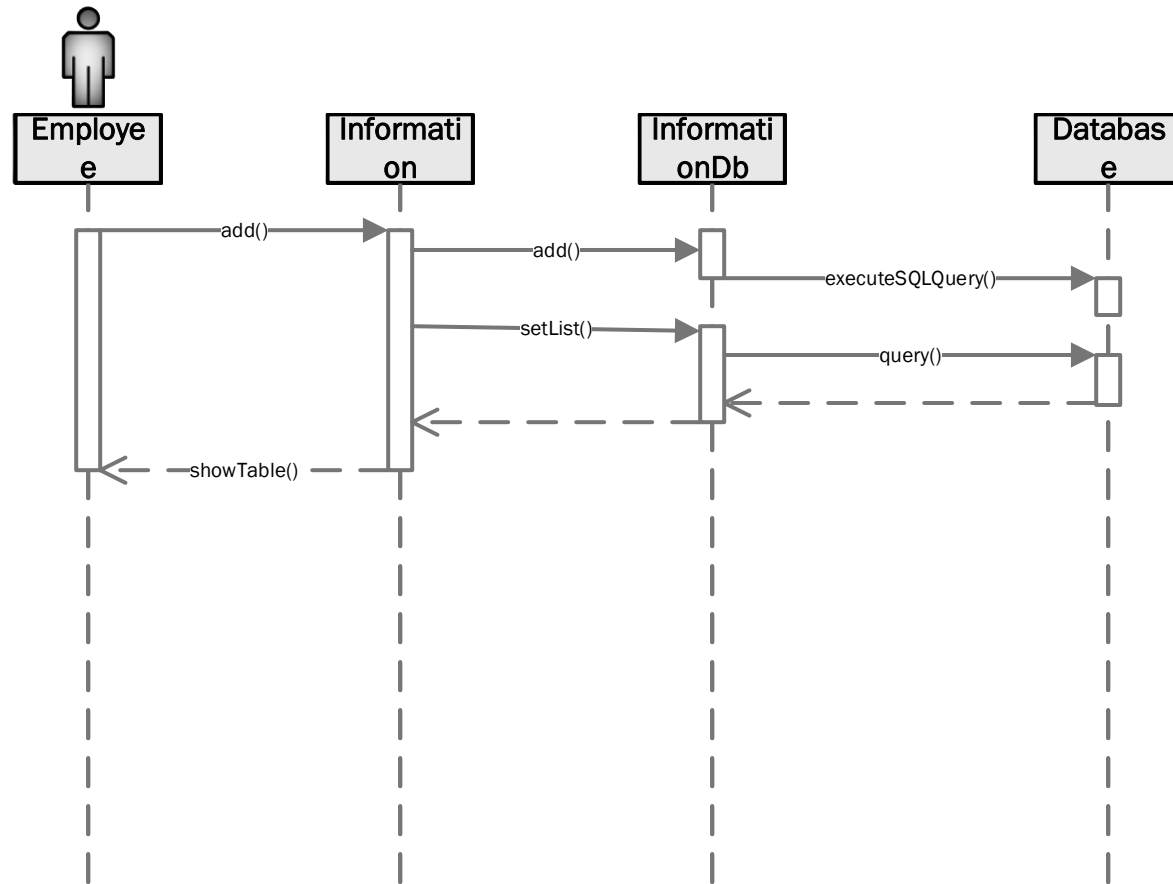 Employe
e
Informati
on
Informati
onDb
Databas
e
add()
add()
executeSQLQuery()
setList()
query()
showTable()